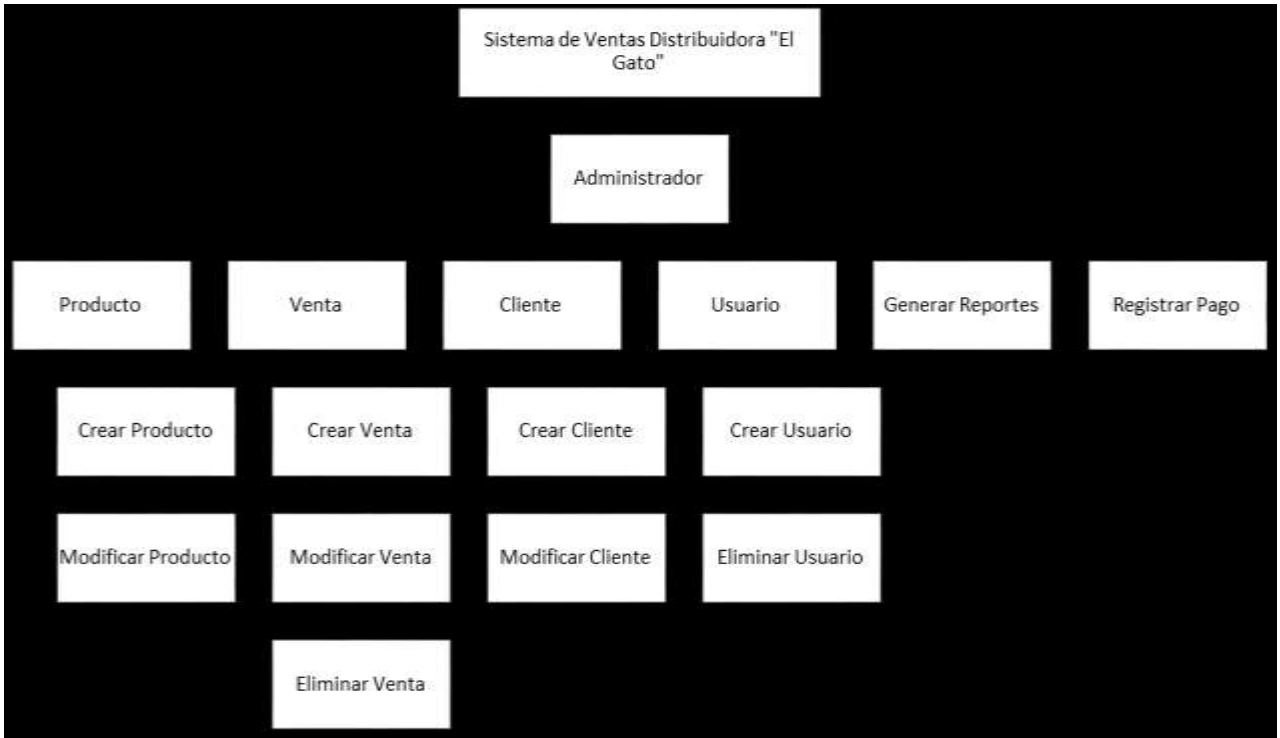 Sistema de Ventas Distribuidora "El
Gato"
Administrador
Producto
Venta
Cliente
Usuario
Generar Reportes
Registrar Pago
Crear Producto
Crear Venta
Crear Cliente
Crear Usuario
Modificar Producto
Modificar Venta
Modificar Cliente
Eliminar Usuario
Eliminar Venta